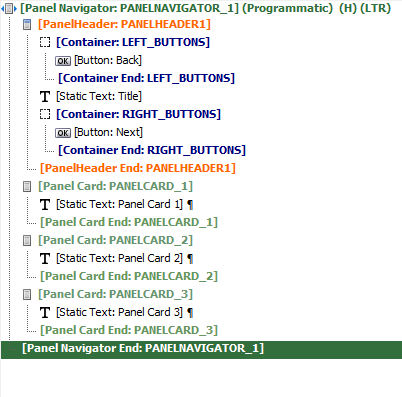 [Panel Navigator: PANELNAVIGATOR_1] (Programmatic) (H) (LTR)
[PanelHeader: PANELHEADER1]
[Container: LEFT_BUTTONS]
OK [Button: Back]
[Container End: LEFT_BUTTONS]
T [Static Text: Title]
[Container: RIGHT_BUTTONS]
OK [Button: Next]
[Container End: RIGHT_BUTTONS]
[PanelHeader End: PANELHEADER1]
[Panel Card: PANELCARD_1]
T [Static Text: Panel Card 1] ¶
[Panel Card End: PANELCARD_1]
[Panel Card: PANELCARD_2]
T [Static Text: Panel Card 2] ¶
[Panel Card End: PANELCARD_2]
[Panel Card: PANELCARD_3]
T [Static Text: Panel Card 3] ¶
[Panel Card End: PANELCARD_3]
[Panel Navigator End: PANELNAVIGATOR_1]